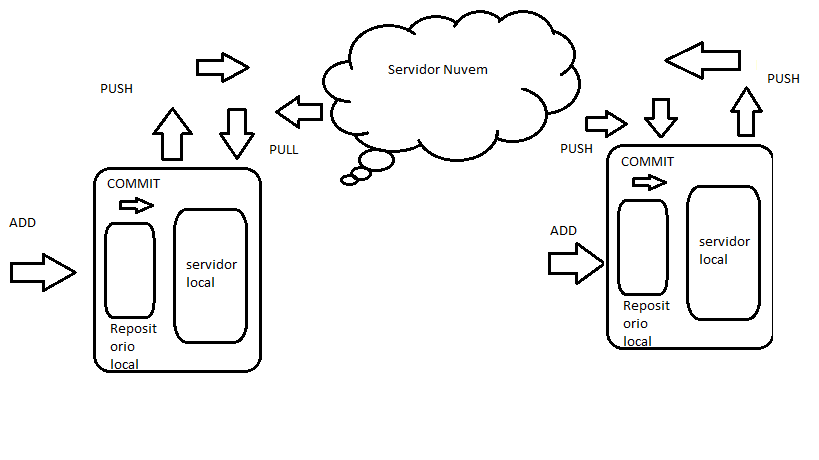 Servidor Nuvem
PUSH
PULL
COMMIT
ADD
servidor
local
Reposit
orio
local
PUSH
PUSH
COMMIT
ADD
servidor
local
Reposit
orio
local